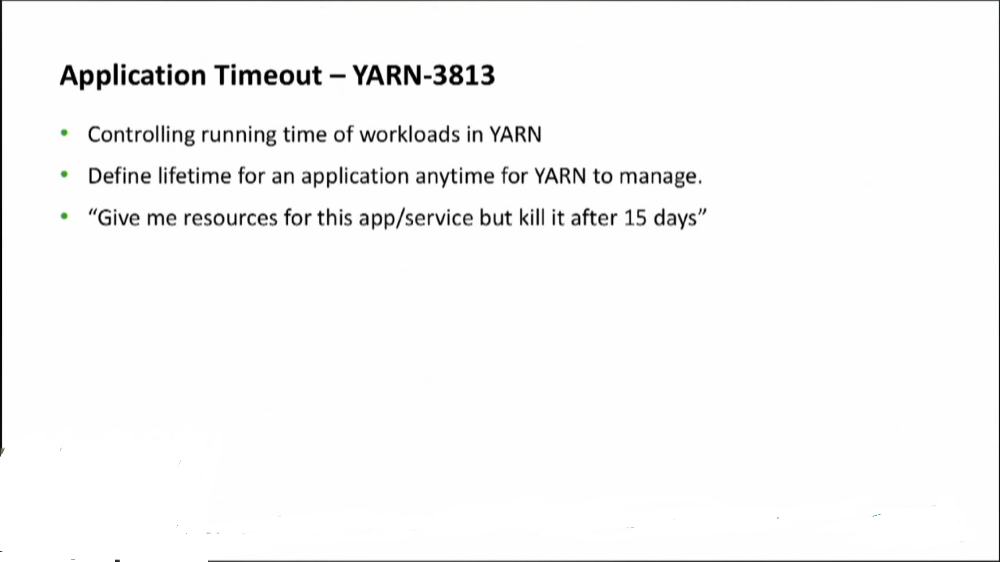 Application Timeout – YARN-3813
• Controlling running time of workloads in YARN
• Define lifetime for an application anytime for YARN to manage.
• “Give me resources for this app/service but kill it after 15 days”